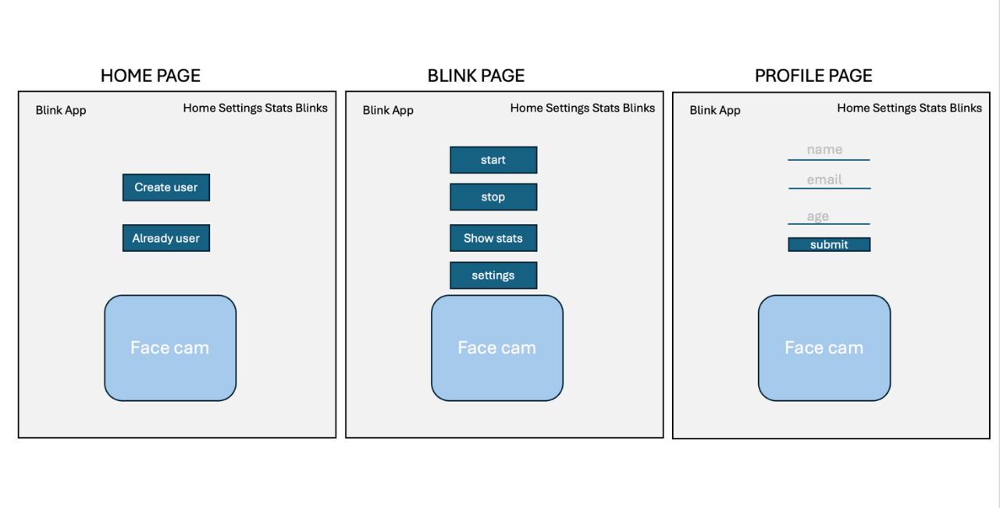 HOME PAGE
Blink App
Home Settings Stats Blinks
Create user
Already user
Face cam
BLINK PAGE
Blink App
Home Settings Stats Blinks
start
stop
Show stats
settings
Face cam
PROFILE PAGE
Blink App
Home Settings Stats Blinks
name
email
age
submit
Face cam